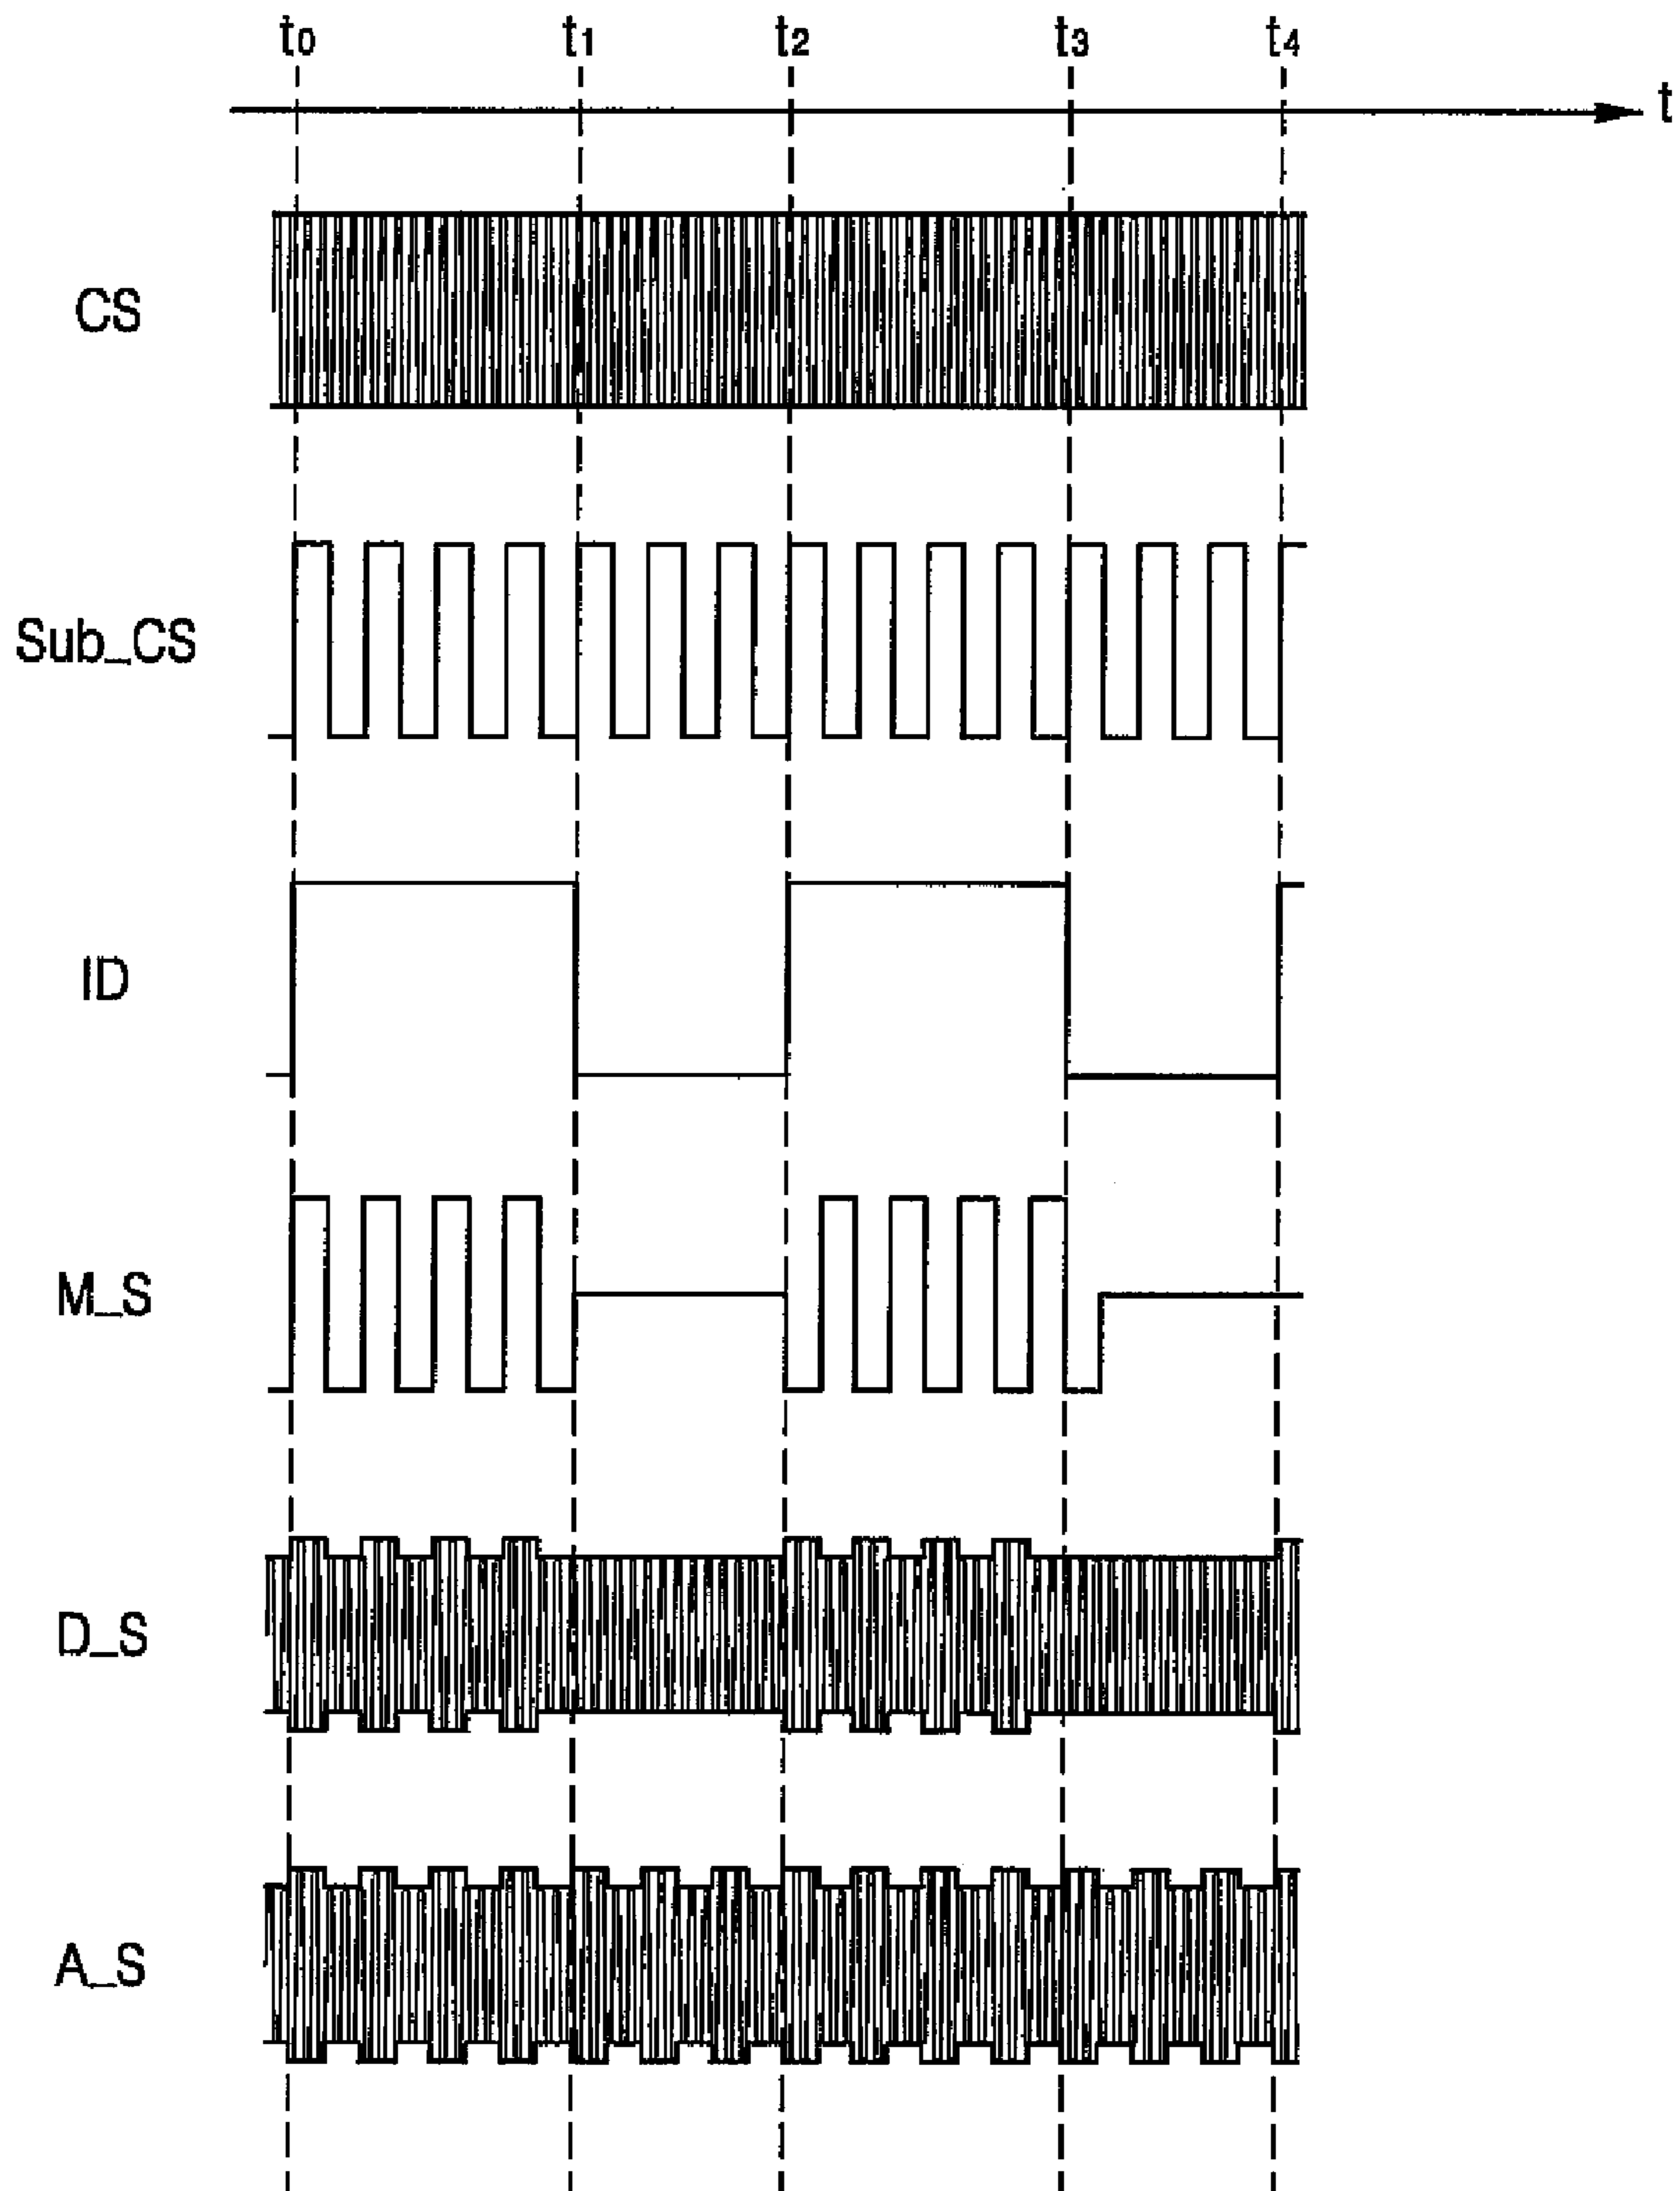 t0 t1 t2 t3 t4
t
CS
Sub_CS
ID
M_S
D_S
A_S